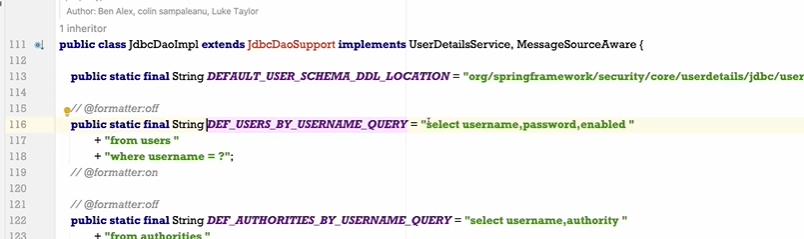 Author: Ben Alex, colin sampaleanu, Luke Taylor
1 inheritor
111 public class JdbcDaoImpl extends JdbcDaoSupport implements UserDetailsService, MessageSourceAware {
112
113 public static final String DEFAULT_USER_SCHEMA_DDL_LOCATION = "org/springframework/security/core/userdetails/jdbc/user
114
115 // @formatter:off
116 public static final String DEF_USERS_BY_USERNAME_QUERY = "select username,password,enabled "
117 + "from users "
118 + "where username = ?";
119 // @formatter:on
120
121 // @formatter:off
122 public static final String DEF_AUTHORITIES_BY_USERNAME_QUERY = "select username,authority "
123 + "from authorities "